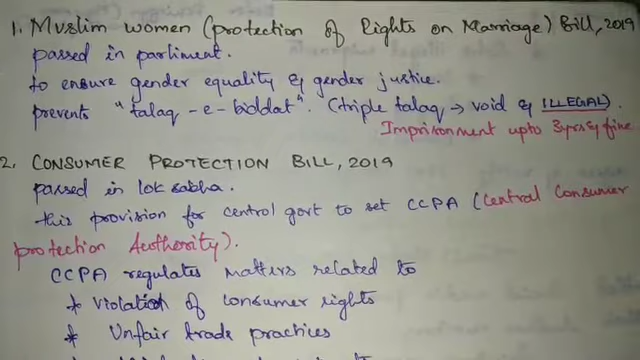 1. Muslim women (protection of Rights on Marriage) Bill, 2019
passed in parliment.
to ensure gender equality & gender justice.
prevents "talaq-e-biddat". (triple talaq → void & ILLEGAL).
Imprisonment upto 3yrs & fine
2. CONSUMER PROTECTION BILL, 2019
passed in lok sabha.
this provision for central govt to set CCPA (Central Consumer
protection Authority).
CCPA regulates matters related to
* violation of consumer rights
* Unfair trade practices